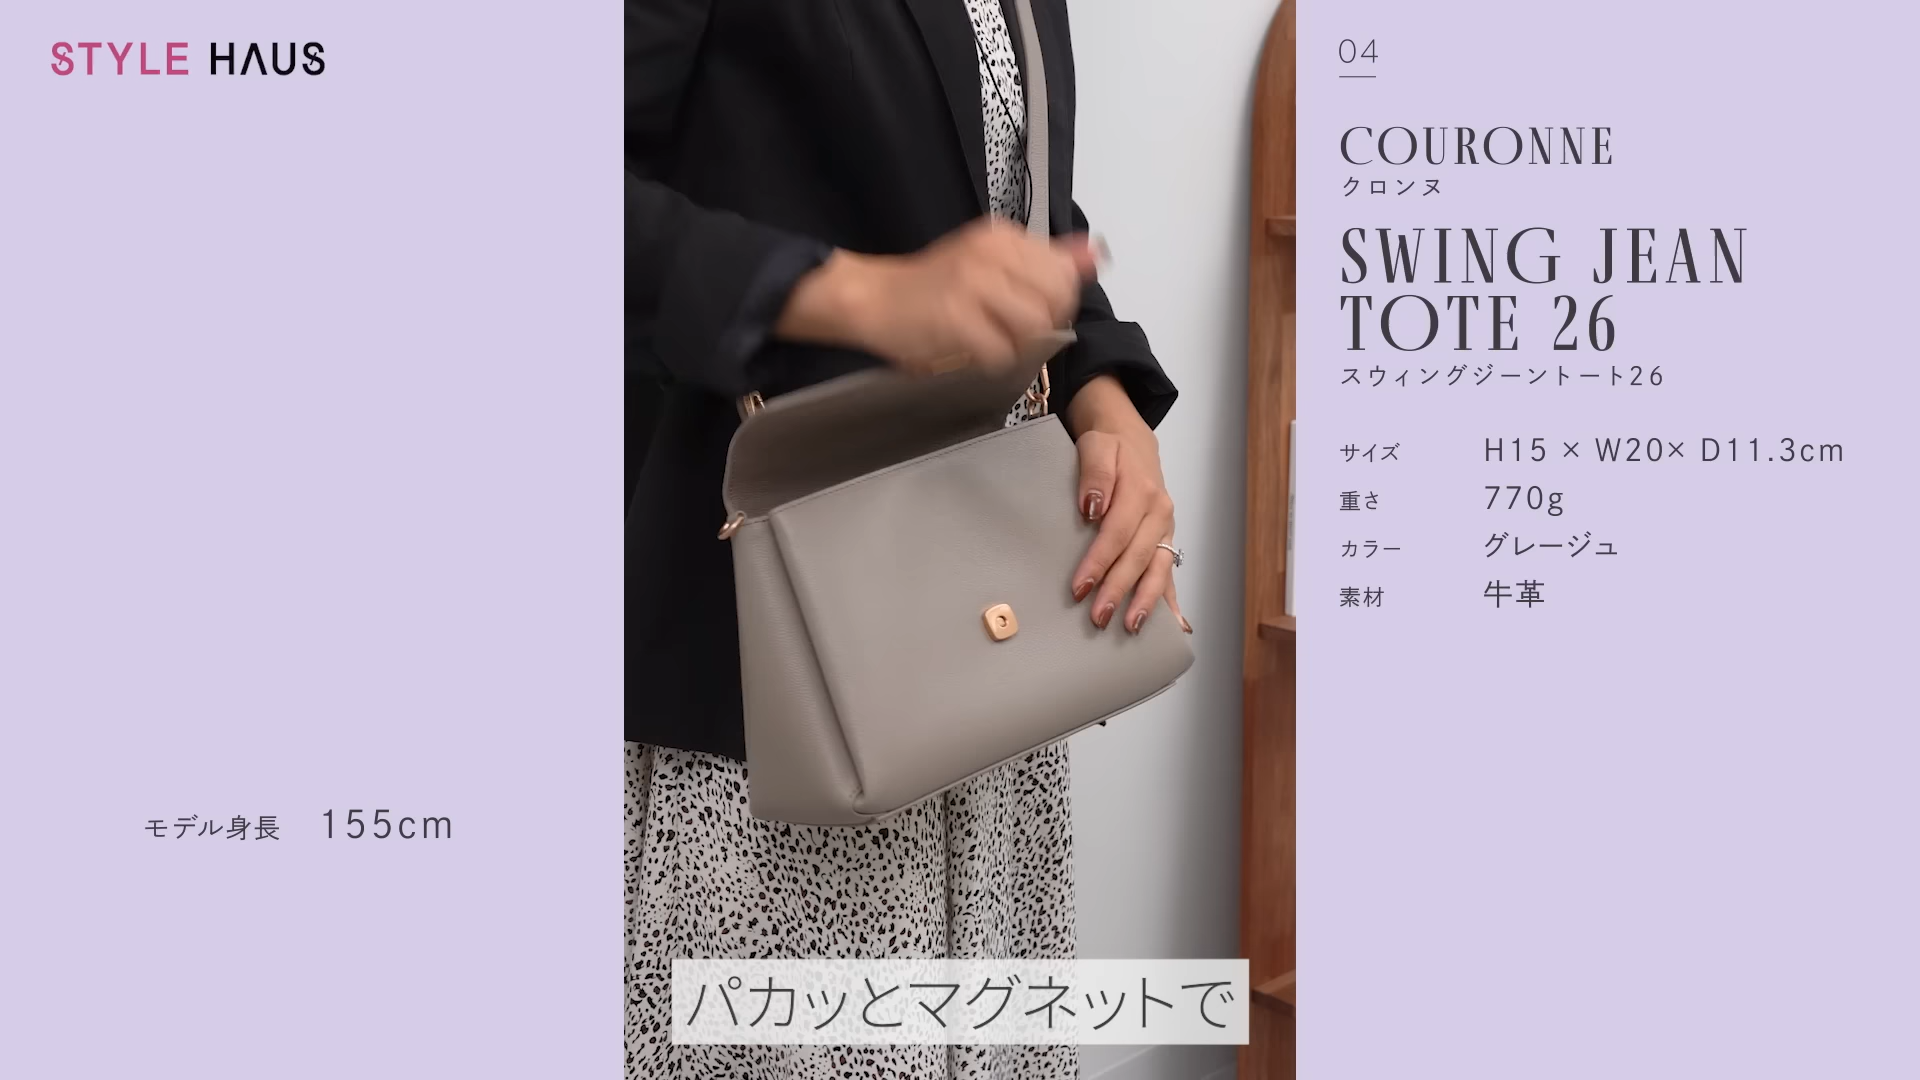 STYLE HAUS
04
COURONNE
クロンヌ
SWING JEAN
TOTE 26
スウィングジーントート26
サイズ H15 × W20× D11.3cm
重さ 770g
カラー グレージュ
素材 牛革
モデル身長 155cm
パカッとマグネットで